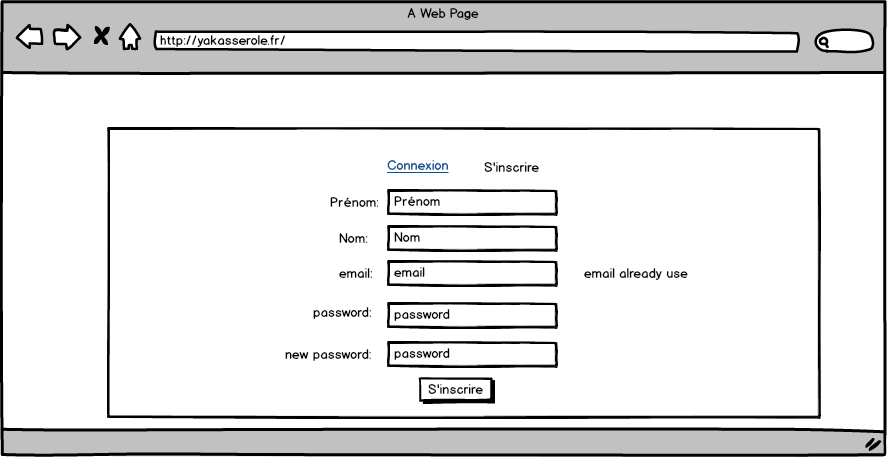 A Web Page
http://yakasserole.fr/
Connexion S'inscrire
Prénom: Prénom
Nom: Nom
email: email email already use
password: password
new password: password
S'inscrire